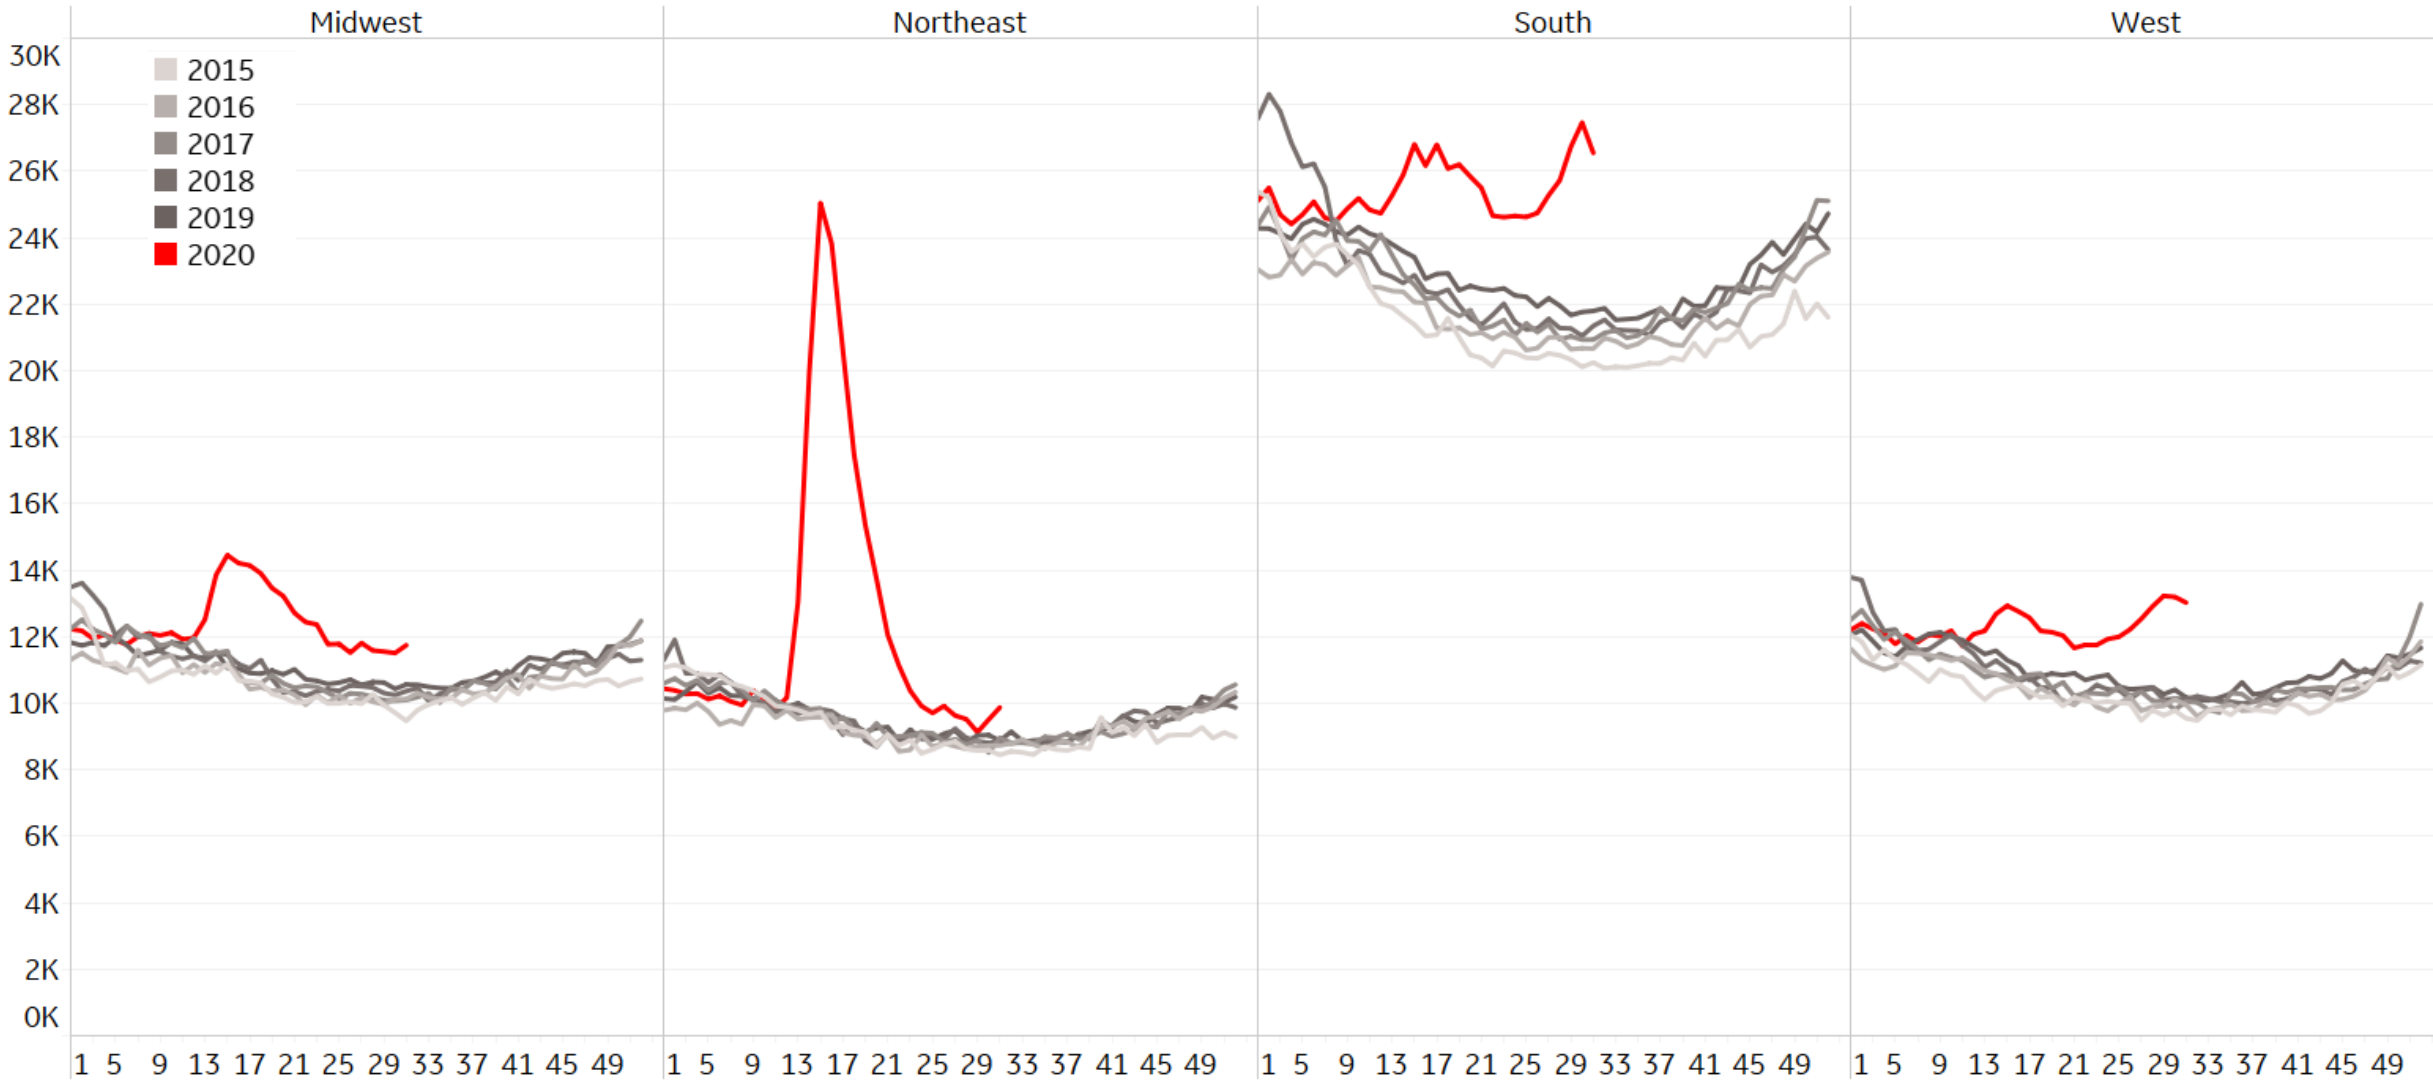 Midwest Northeast South West
30K
28K
26K
24K
22K
20K
18K
16K
14K
12K
10K
8K
6K
4K
2K
0K
2015
2016
2017
2018
2019
2020
1 5 9 13 17 21 25 29 33 37 41 45 49 1 5 9 13 17 21 25 29 33 37 41 45 49 1 5 9 13 17 21 25 29 33 37 41 45 49 1 5 9 13 17 21 25 29 33 37 41 45 49